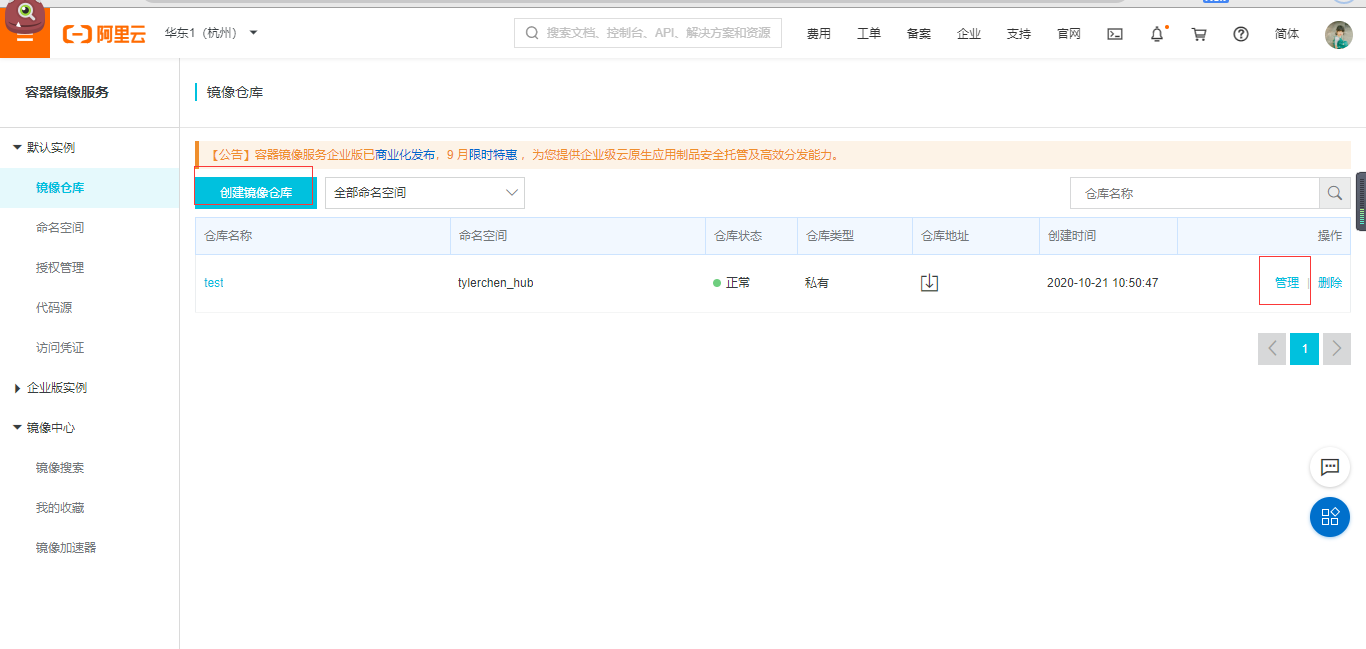 阿里云
华东1（杭州）
搜索文档、控制台、API、解决方案和资源
费用
工单
备案
企业
支持
官网
简体
容器镜像服务
镜像仓库
默认实例
镜像仓库
命名空间
授权管理
代码源
访问凭证
企业版实例
镜像中心
镜像搜索
我的收藏
镜像加速器
【公告】容器镜像服务企业版已商业化发布，9 月限时特惠 ，为您提供企业级云原生应用制品安全托管及高效分发能力。
创建镜像仓库
全部命名空间
仓库名称
仓库名称
命名空间
仓库状态
仓库类型
仓库地址
创建时间
操作
test
tylerchen_hub
正常
私有
2020-10-21 10:50:47
管理 | 删除
1